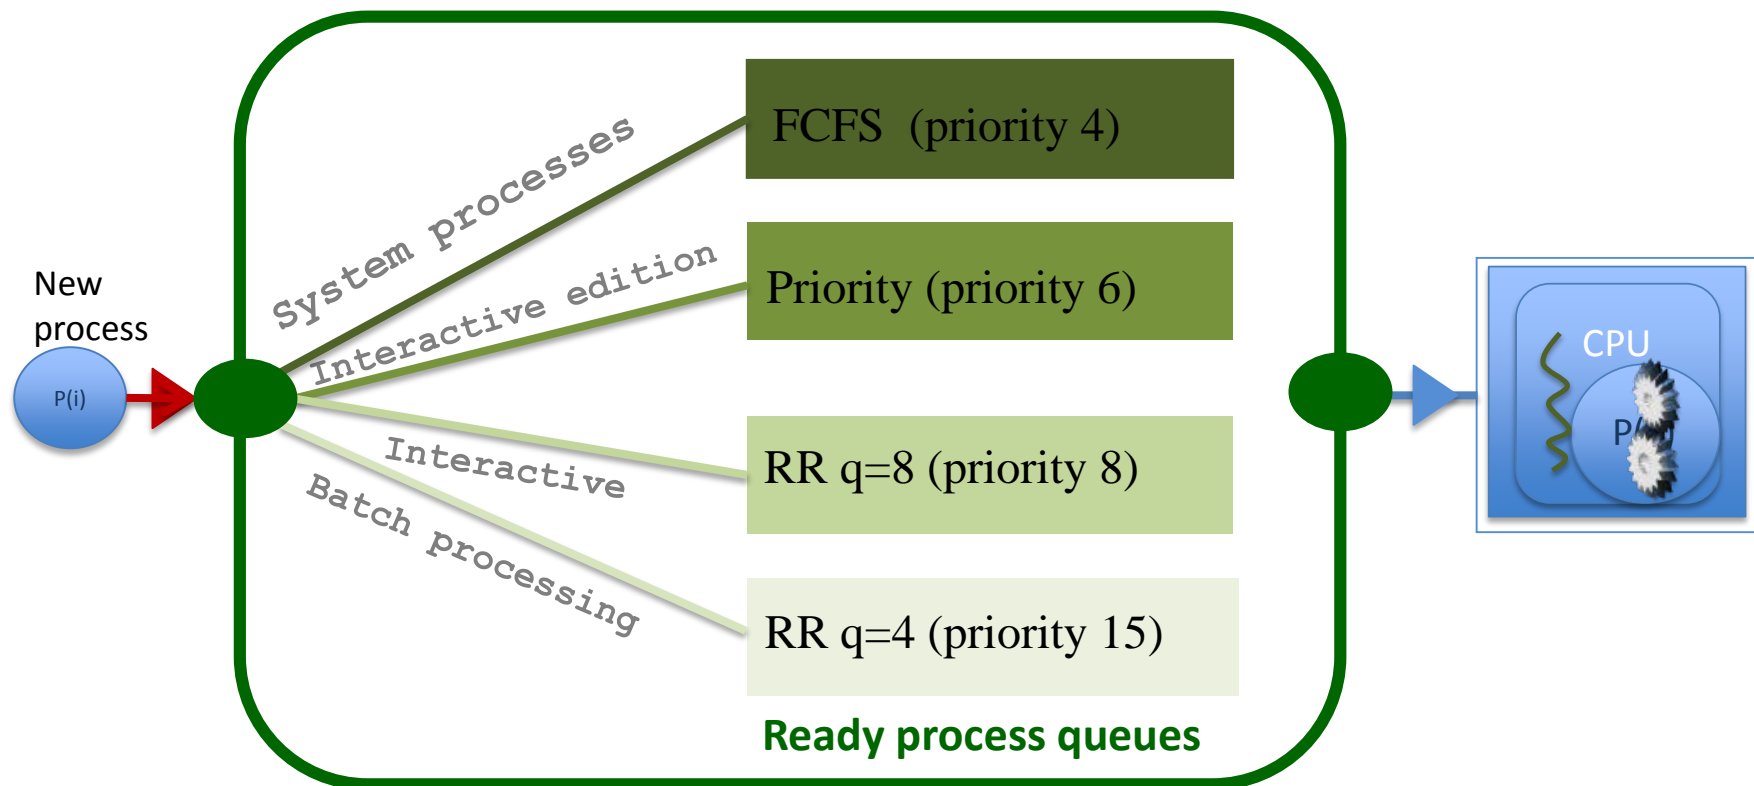 New
process
P(i)
System processes
Interactive edition
Interactive
Batch processing
FCFS  (priority 4)
Priority (priority 6)
RR q=8 (priority 8)
RR q=4 (priority 15)
Ready process queues
CPU